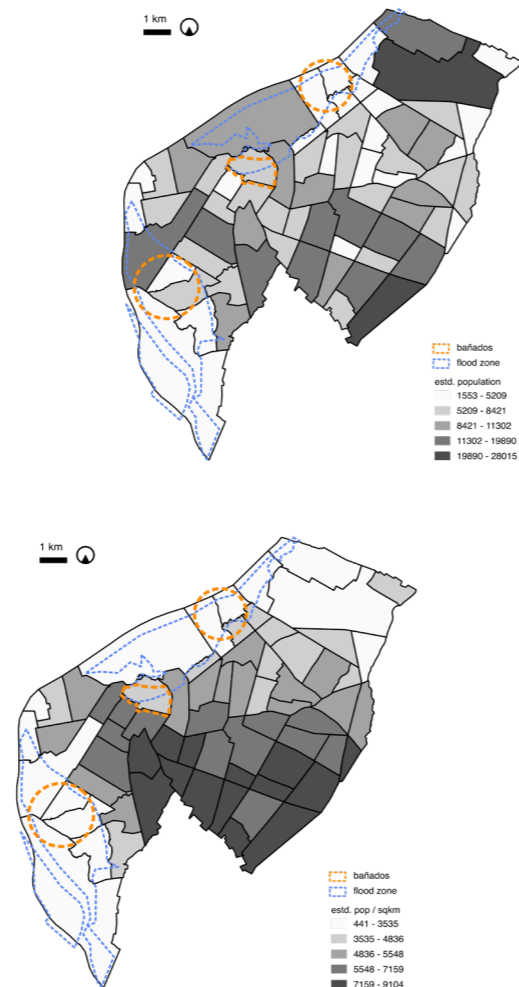 1 km
bañados
flood zone
estd. population
1553 - 5209
5209 - 8421
8421 - 11302
11302 - 19890
19890 - 28015
1 km
bañados
flood zone
estd. pop / sqkm
441 - 3535
3535 - 4836
4836 - 5548
5548 - 7159
7159 - 9104